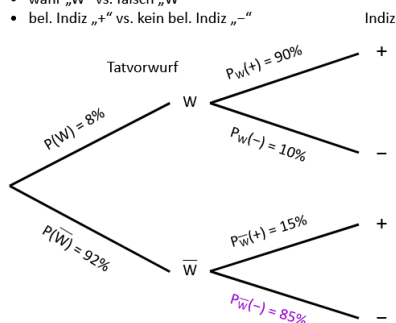 • wahr „W“ vs. falsch „W̅“
• bel. Indiz „+“ vs. kein bel. Indiz „−“
Indiz
Tatvorwurf
P(W) = 8%
W
P_W(+) = 90%
+
P_W(−) = 10%
−
P(W̅) = 92%
W̅
P_W̅(+) = 15%
+
P_W̅(−) = 85%
−